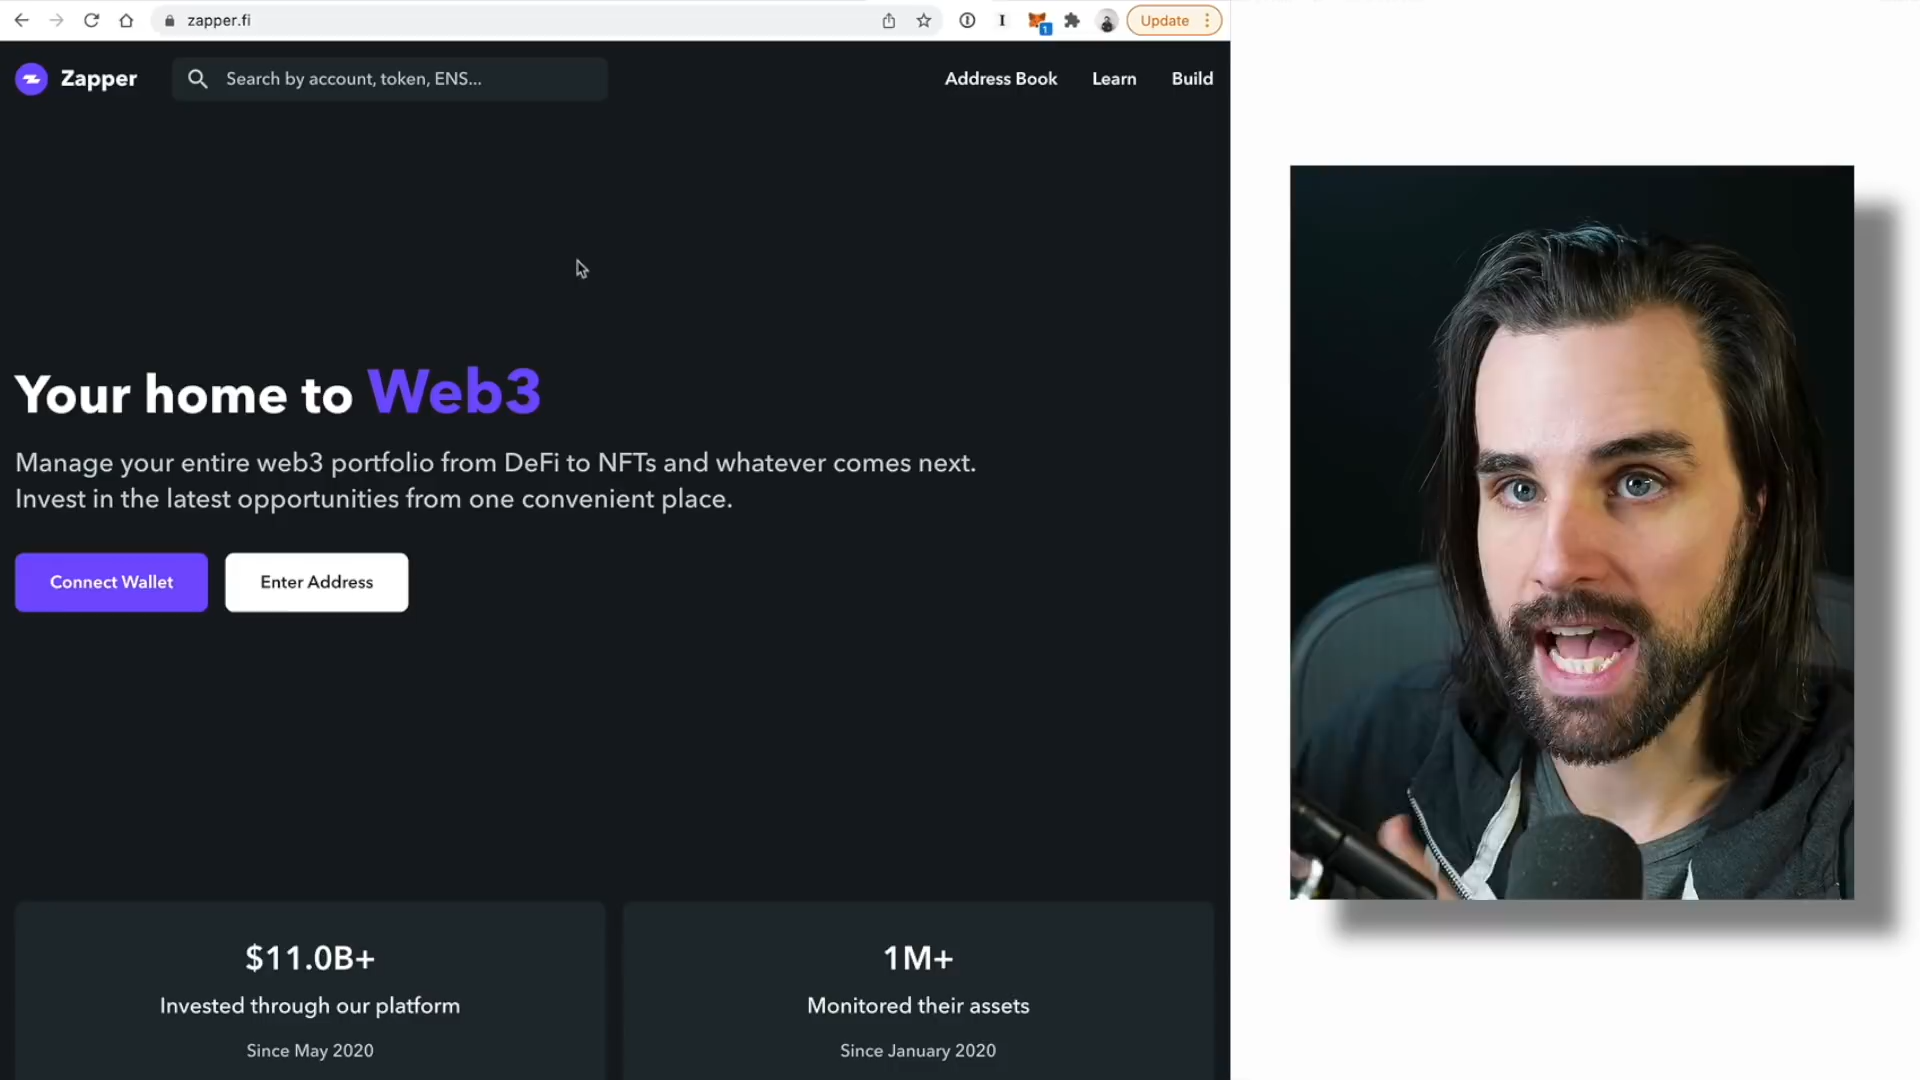 zapper.fi
Update
1
Zapper
Search by account, token, ENS...
Address Book
Learn
Build
Your home to Web3
Manage your entire web3 portfolio from DeFi to NFTs and whatever comes next.
Invest in the latest opportunities from one convenient place.
Connect Wallet
Enter Address
$11.0B+
Invested through our platform
Since May 2020
1M+
Monitored their assets
Since January 2020